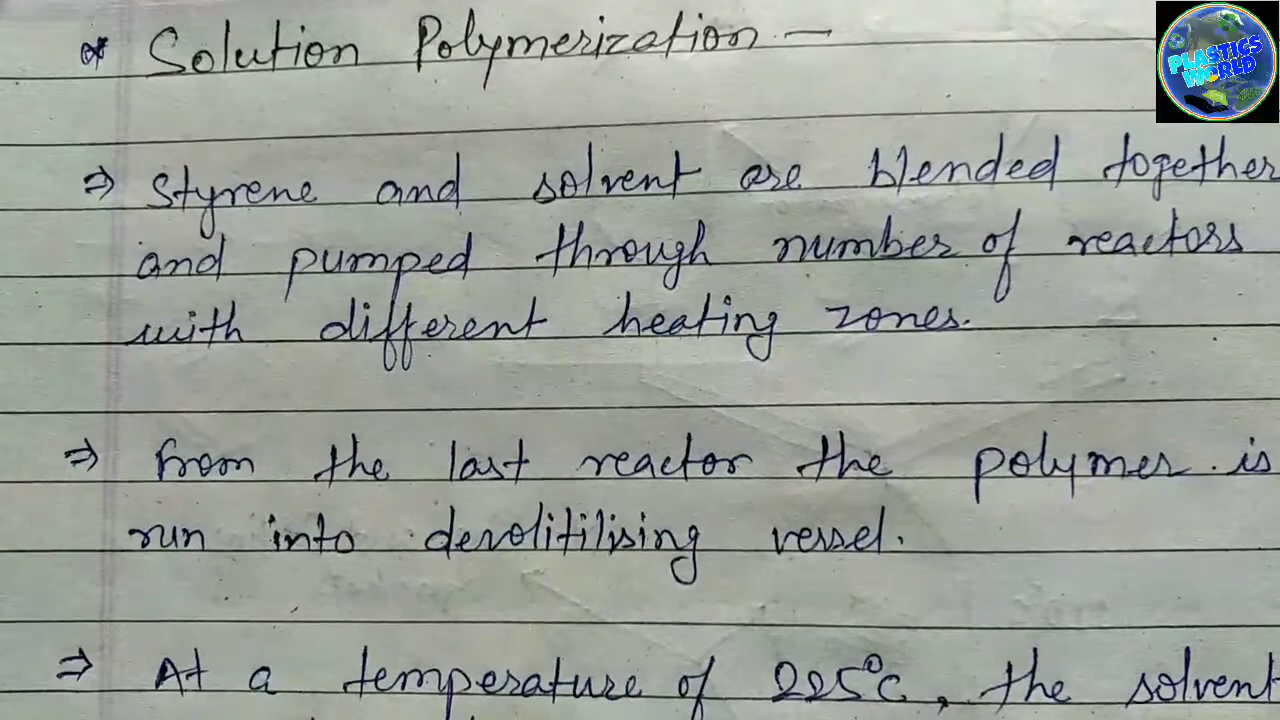 * Solution Polymerization —
PLASTICS
WORLD
⇒ Styrene and solvent are blended together
and pumped through number of reactors
with different heating zones.
⇒ from the last reactor the polymer is
run into devolitilising vessel.
⇒ At a temperature of 225°C, the solvent